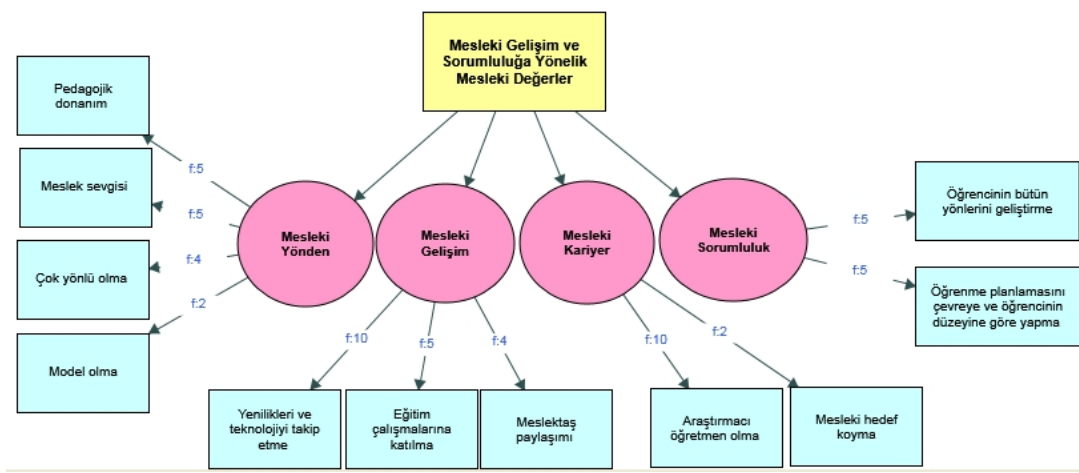 Mesleki Gelişim ve
Sorumluluğa Yönelik
Mesleki Değerler
Pedagojik
donanım
Meslek sevgisi
Çok yönlü olma
Model olma
f:5
f:5
f:4
f:2
Mesleki
Yönden
Mesleki
Gelişim
Mesleki
Kariyer
Mesleki
Sorumluluk
f:5
f:5
Öğrencinin bütün
yönlerini geliştirme
Öğrenme planlamasını
çevreye ve öğrencinin
düzeyine göre yapma
f:10
f:5
f:4
f:10
f:2
Yenilikleri ve
teknolojiyi takip
etme
Eğitim
çalışmalarına
katılma
Meslektaş
paylaşımı
Araştırmacı
öğretmen olma
Mesleki hedef
koyma